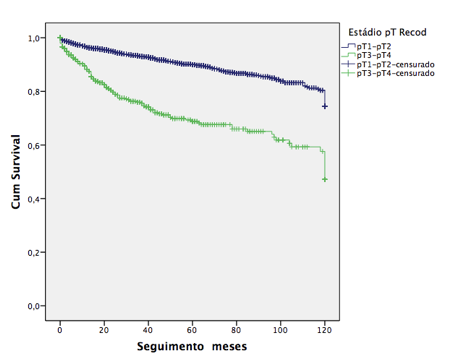 Estádio pT Recod
pT1-pT2
pT3-pT4
pT1-pT2-censurado
pT3-pT4-censurado
1,0
0,8
0,6
0,4
0,2
0,0
Cum Survival
0 20 40 60 80 100 120
Seguimento meses